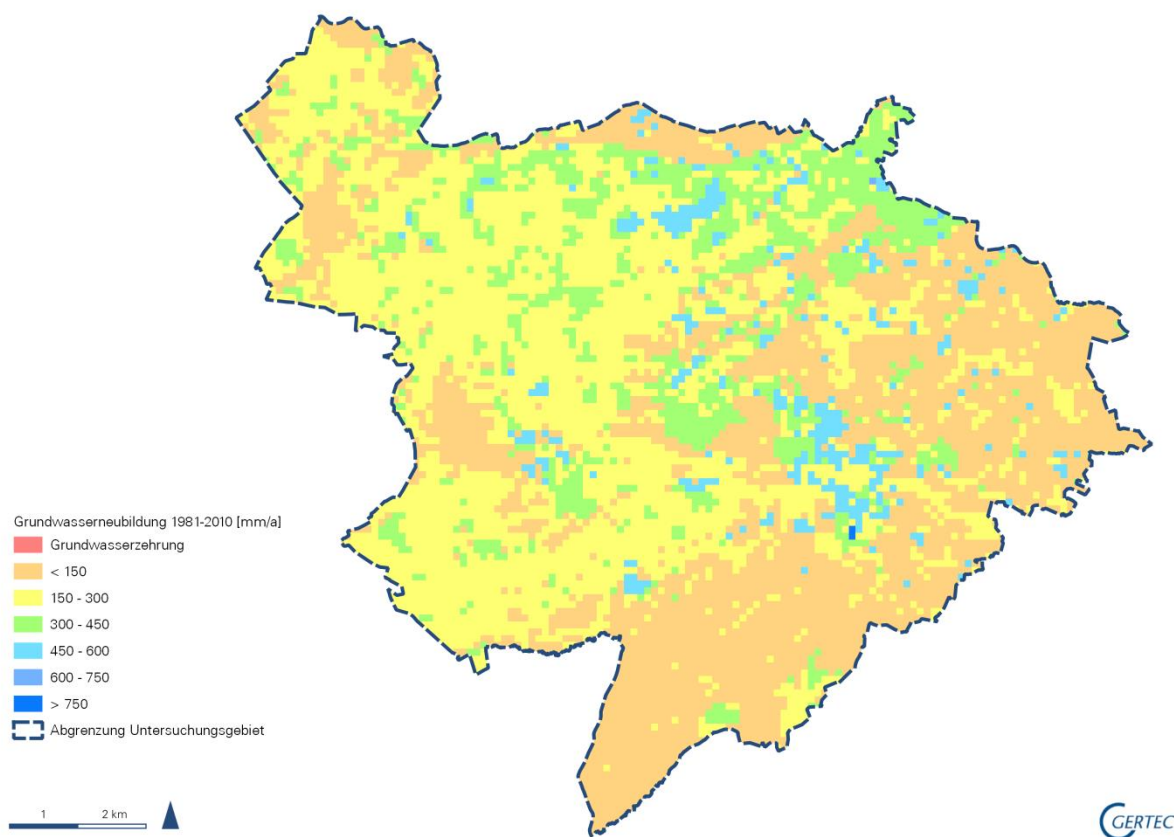 Grundwasserneubildung 1981-2010 [mm/a]
Grundwasserzehrung
< 150
150 - 300
300 - 450
450 - 600
600 - 750
> 750
Abgrenzung Untersuchungsgebiet
1 2 km
GERTEC